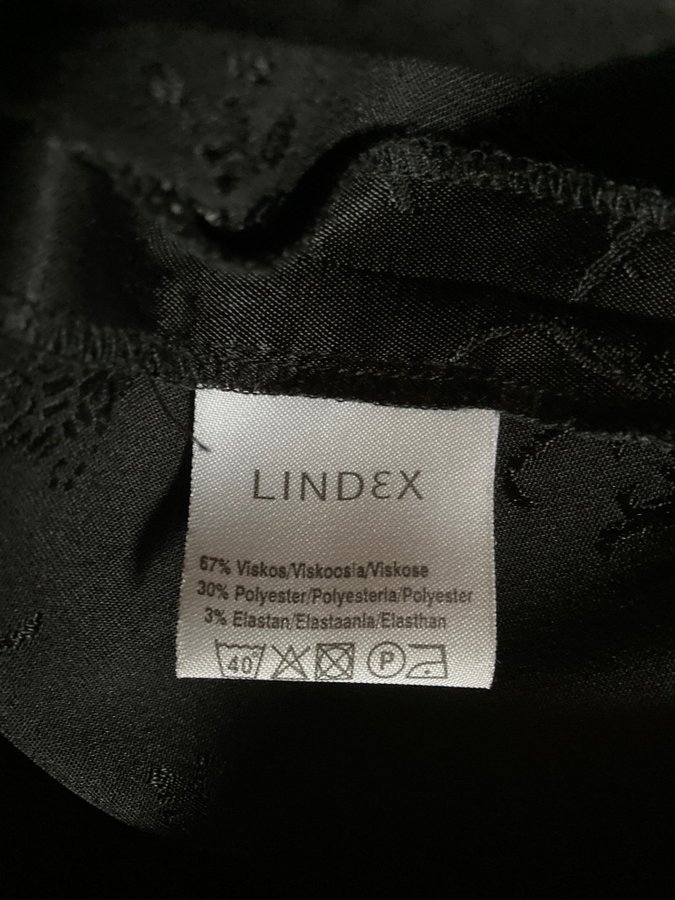 LINDEX
67% Viskos/Viskoosia/Viskose
30% Polyester/Polyesteria/Polyester
3% Elastan/Elastaania/Elasthan
40 P